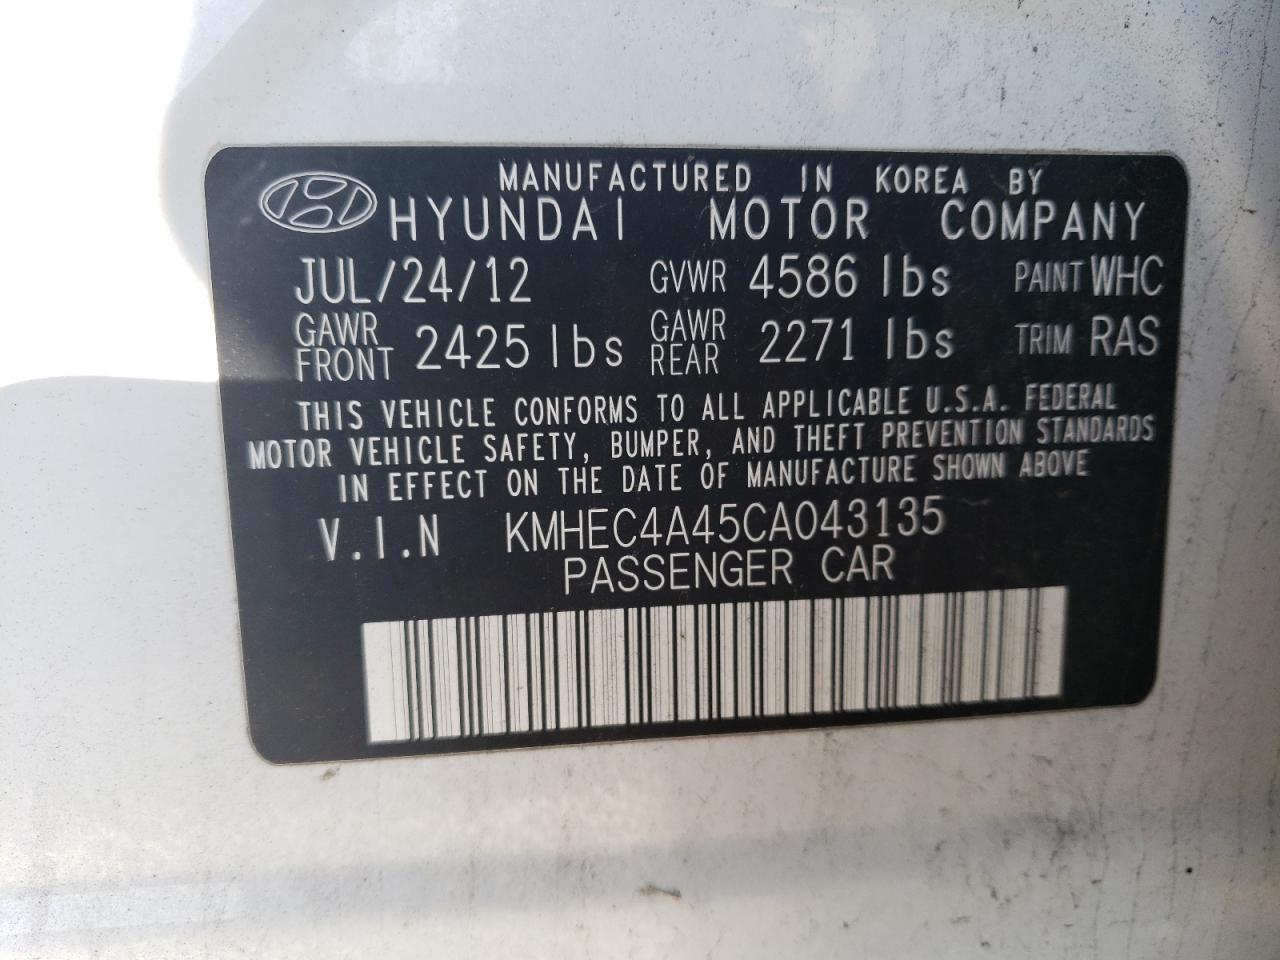 MANUFACTURED IN KOREA BY
HYUNDAI MOTOR COMPANY
JUL/24/12 GVWR 4586 lbs PAINT WHC
GAWR FRONT 2425 lbs GAWR REAR 2271 lbs TRIM RAS
THIS VEHICLE CONFORMS TO ALL APPLICABLE U.S.A. FEDERAL
MOTOR VEHICLE SAFETY, BUMPER, AND THEFT PREVENTION STANDARDS
IN EFFECT ON THE DATE OF MANUFACTURE SHOWN ABOVE
V.I.N KMHEC4A45CA043135
PASSENGER CAR